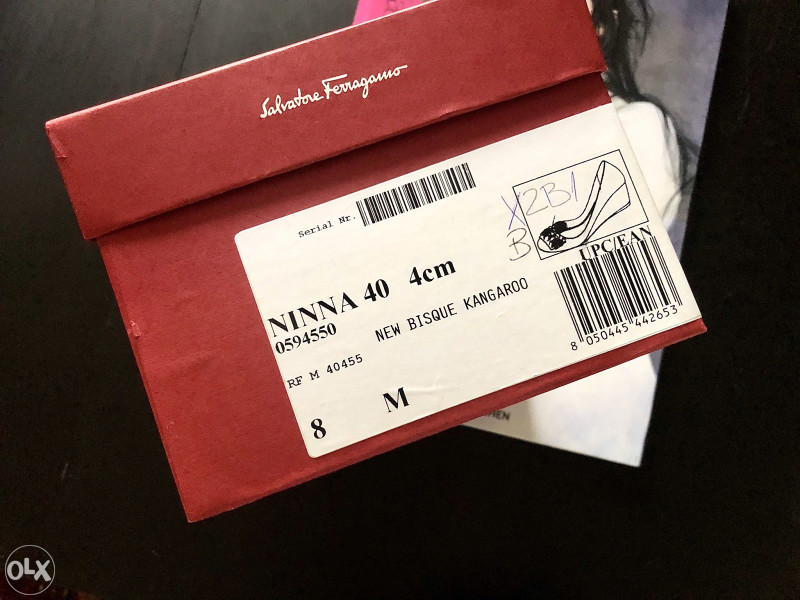 Salvatore Ferragamo
Serial Nr.
X2B1
B
UPC/EAN
NINNA 40 4cm
0594550
NEW BISQUE KANGAROO
RF M 40455
8 050445 442653
8 M
OLX